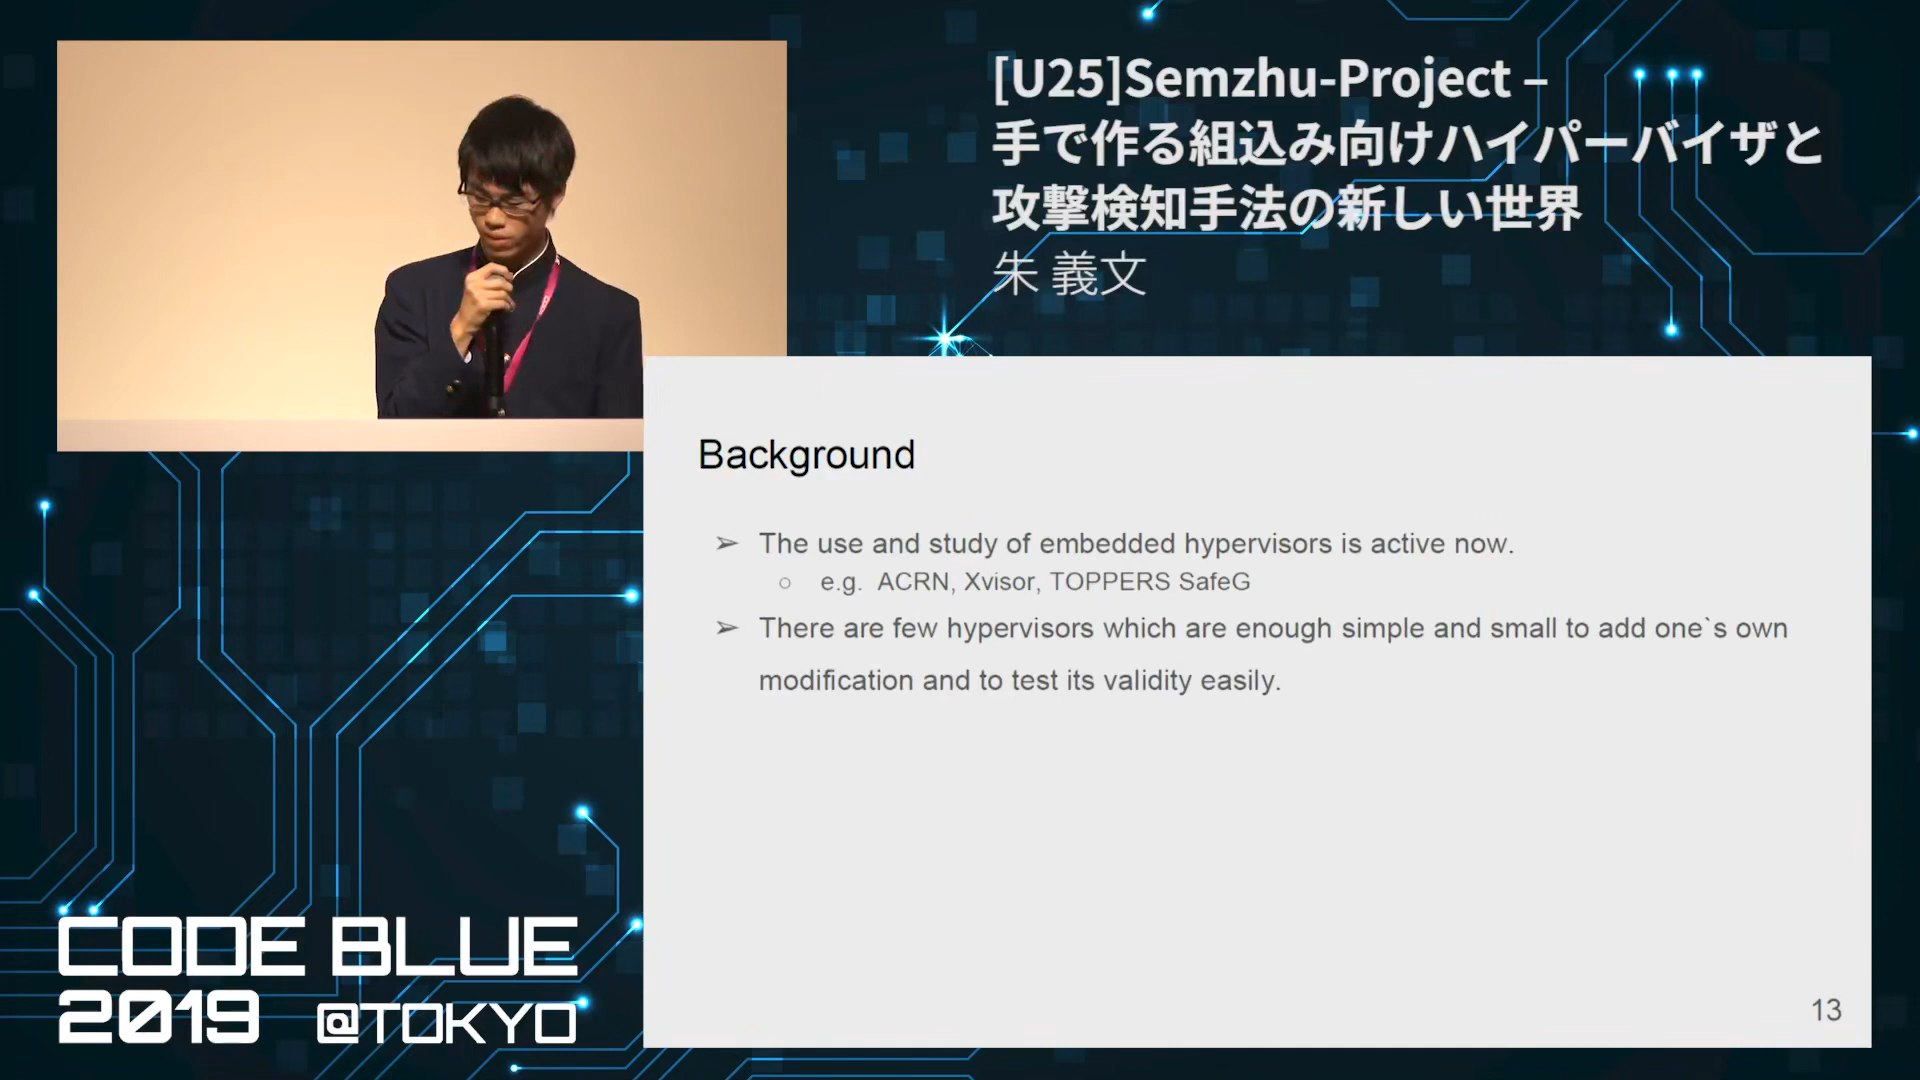 [U25]Semzhu-Project –
手で作る組込み向けハイパーバイザと
攻撃検知手法の新しい世界
朱 義文
Background
➢ The use and study of embedded hypervisors is active now.
○ e.g. ACRN, Xvisor, TOPPERS SafeG
➢ There are few hypervisors which are enough simple and small to add one`s own
modification and to test its validity easily.
13
CODE BLUE
2019 @TOKYO